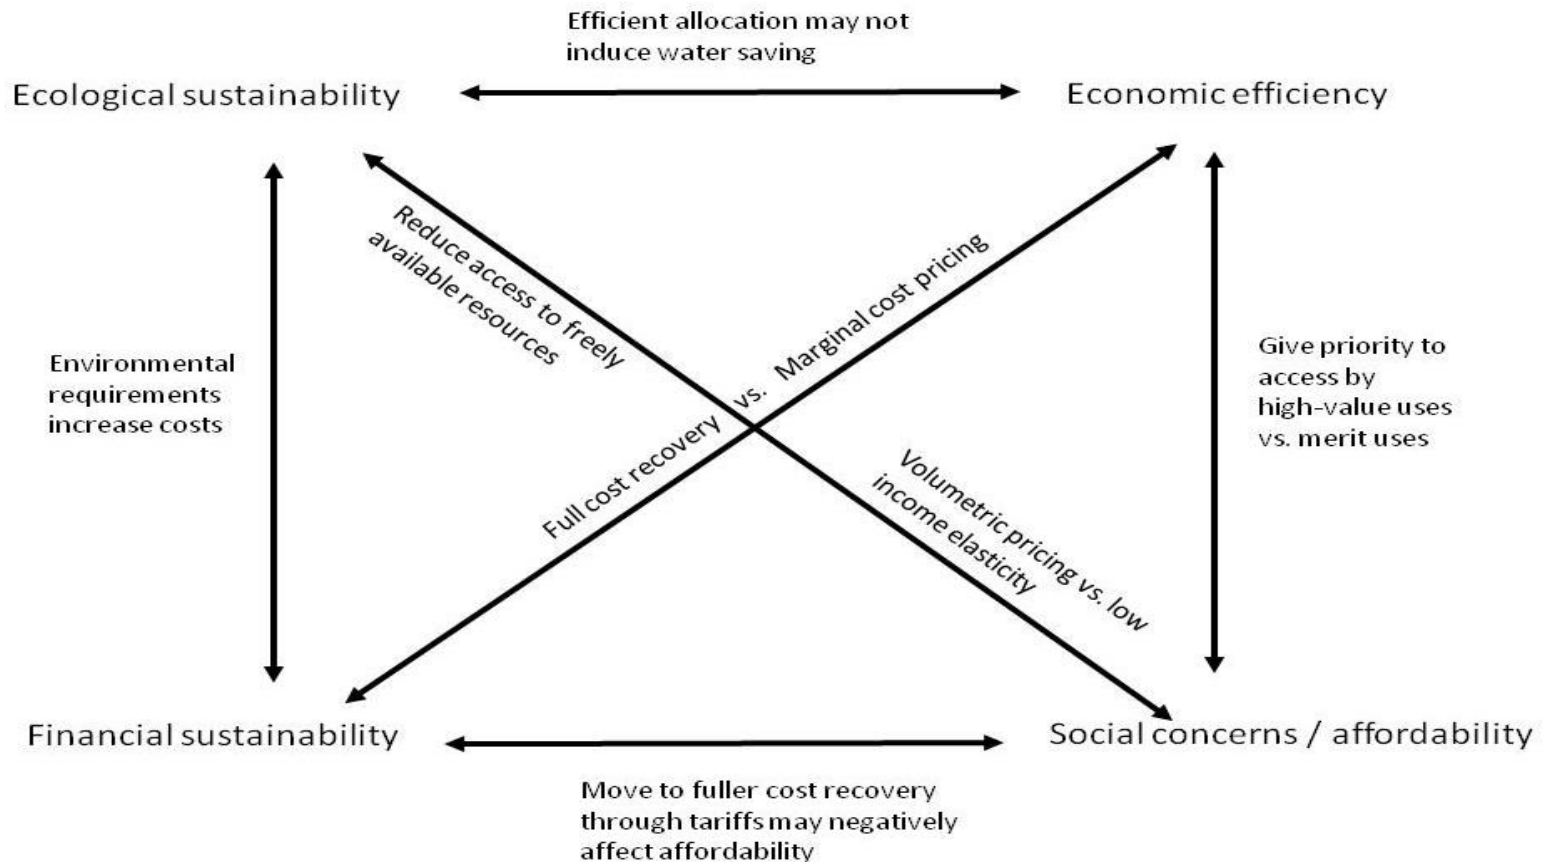 Efficient allocation may not
induce water saving
Ecological sustainability
Economic efficiency
Reduce access to freely
available resources
Full cost recovery vs. Marginal cost pricing
Environmental
requirements
increase costs
Give priority to
access by
high-value uses
vs. merit uses
Volumetric pricing vs. low
income elasticity
Financial sustainability
Social concerns / affordability
Move to fuller cost recovery
through tariffs may negatively
affect affordability